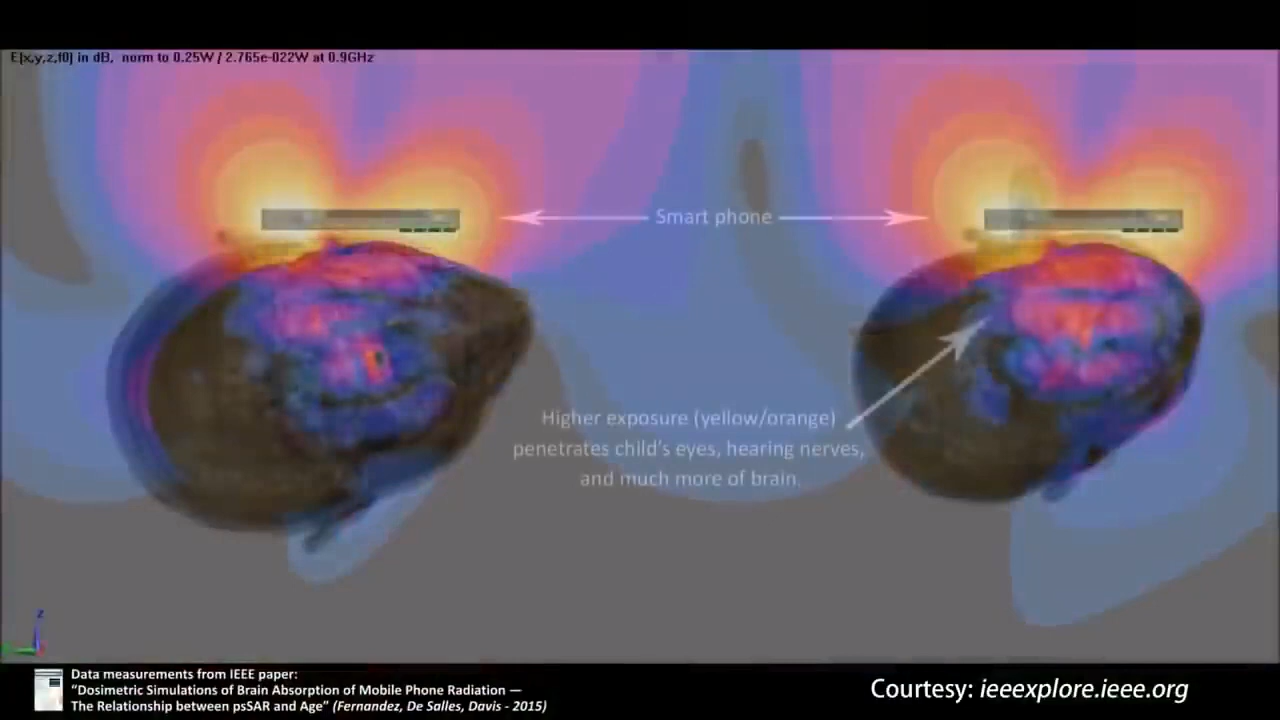 E[x,y,z,f0] in dB, norm to 0.25W / 2.765e-022W at 0.9GHz
Smart phone
Higher exposure (yellow/orange)
penetrates child's eyes, hearing nerves,
and much more of brain.
z
Data measurements from IEEE paper:
"Dosimetric Simulations of Brain Absorption of Mobile Phone Radiation —
The Relationship between psSAR and Age" (Fernandez, De Salles, Davis - 2015)
Courtesy: ieeexplore.ieee.org